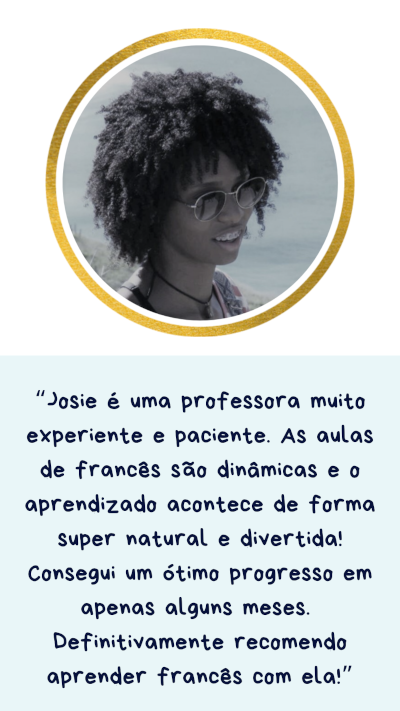 “Josie é uma professora muito
experiente e paciente. As aulas
de francês são dinâmicas e o
aprendizado acontece de forma
super natural e divertida!
Consegui um ótimo progresso em
apenas alguns meses.
Definitivamente recomendo
aprender francês com ela!”